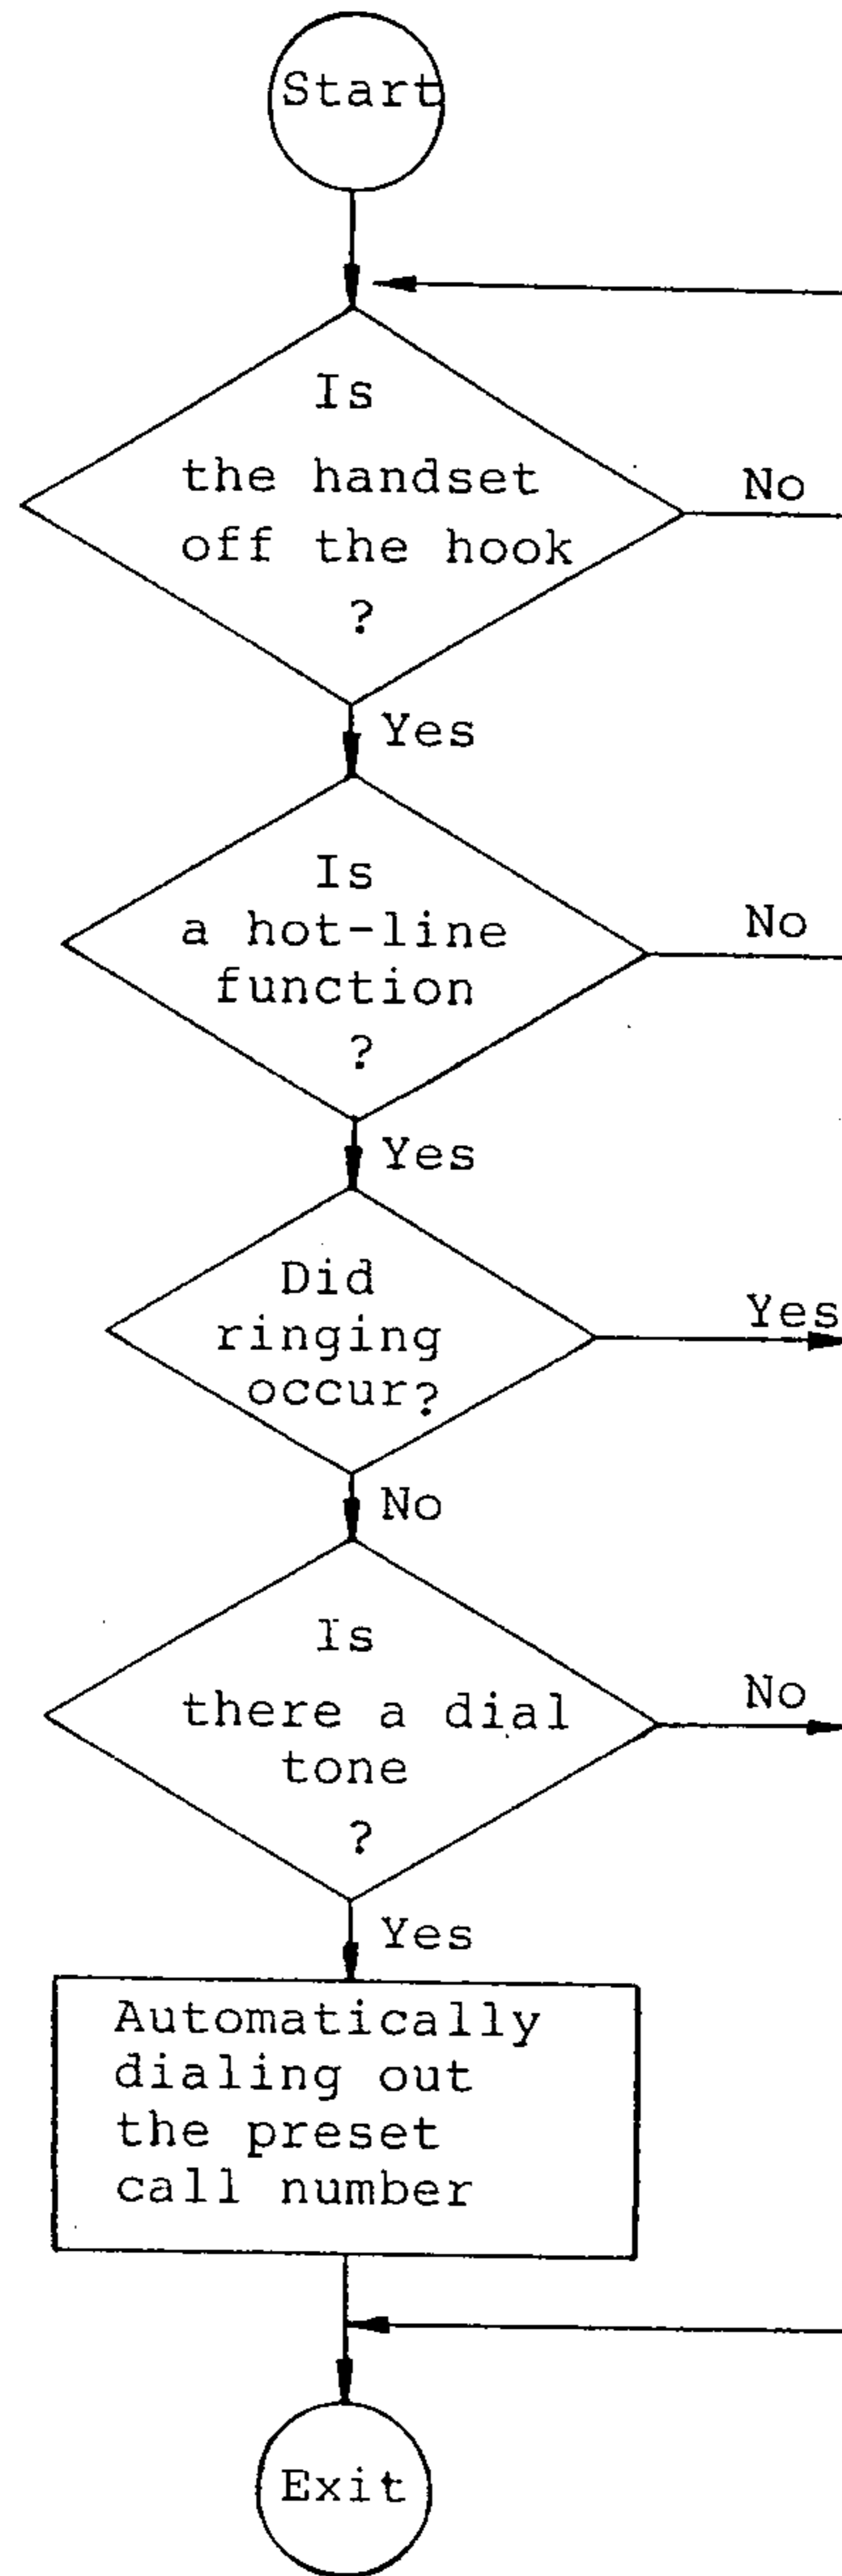 Start
Is
the handset
off the hook
?
No
Yes
Is
a hot-line
function
?
No
Yes
Did
ringing
occur?
Yes
No
Is
there a dial
tone
?
No
Yes
Automatically
dialing out
the preset
call number
Exit